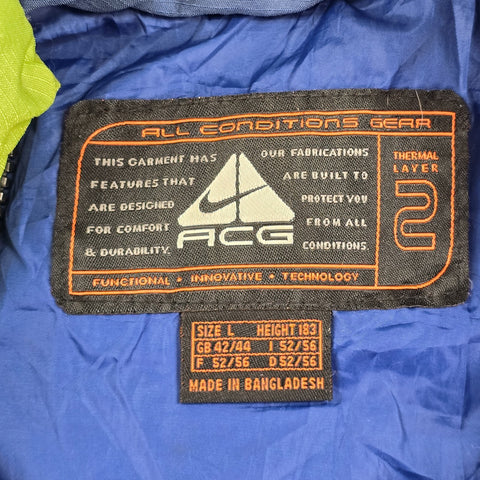 ALL CONDITIONS GEAR
THIS GARMENT HAS
FEATURES THAT
ARE DESIGNED
FOR COMFORT
& DURABILITY.
ACG
OUR FABRICATIONS
ARE BUILT TO
PROTECT YOU
FROM ALL
CONDITIONS.
THERMAL
LAYER
2
FUNCTIONAL • INNOVATIVE • TECHNOLOGY
SIZE L HEIGHT 183
GB 42/44 I 52/56
F 52/56 D 52/56
MADE IN BANGLADESH